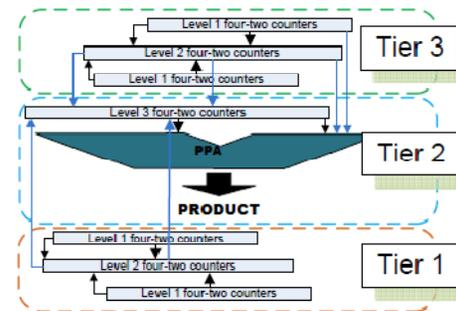 Level 1 four-two counters
Level 2 four-two counters
Level 1 four-two counters
Tier 3
Level 3 four-two counters
PPA
PRODUCT
Tier 2
Level 1 four-two counters
Level 2 four-two counters
Level 1 four-two counters
Tier 1